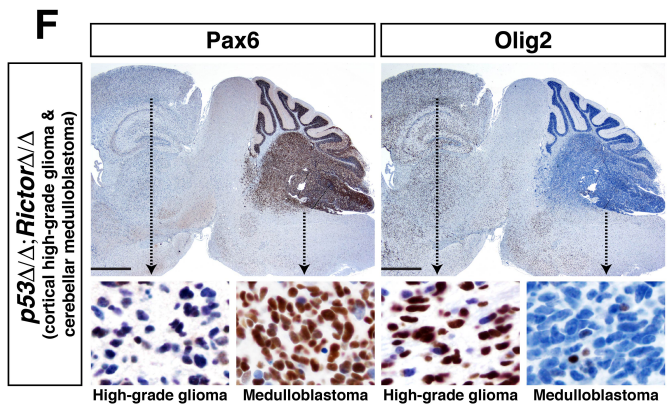 F
Pax6
Olig2
p53Δ/Δ;RictorΔ/Δ
(cortical high-grade glioma &
cerebellar medulloblastoma)
High-grade glioma
Medulloblastoma
High-grade glioma
Medulloblastoma